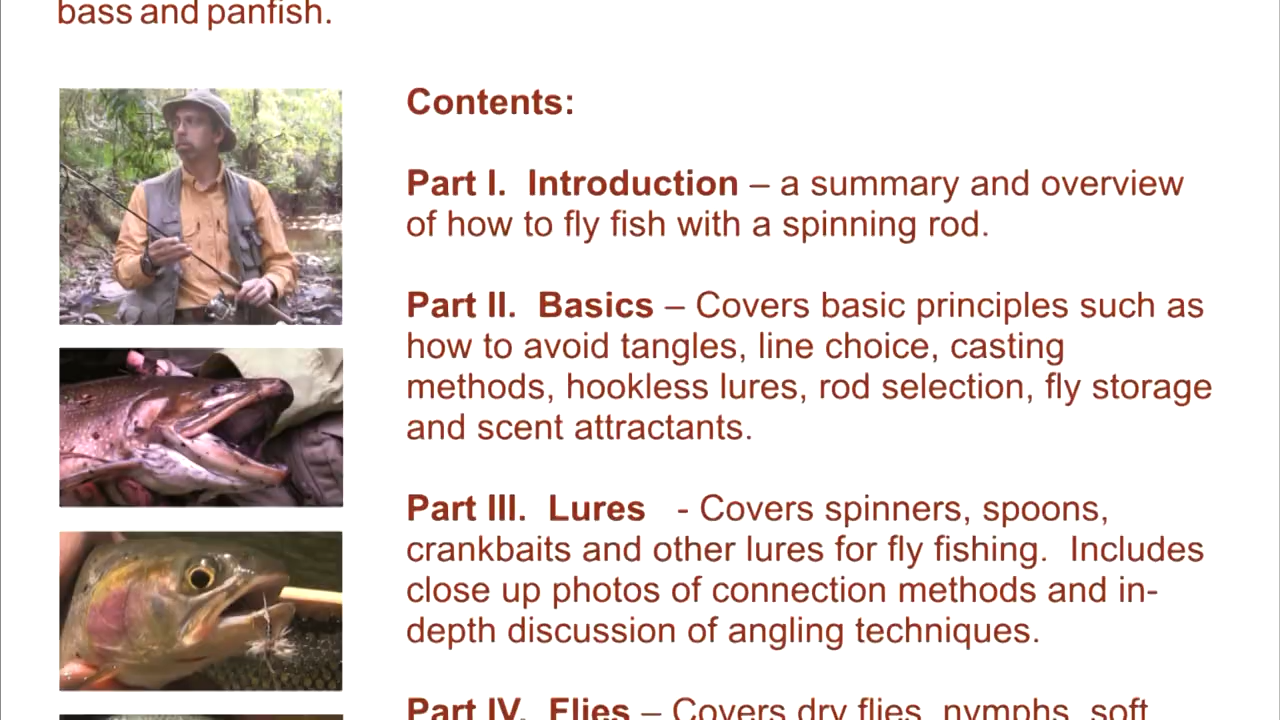 bass and panfish.
Contents:
Part I.  Introduction – a summary and overview
of how to fly fish with a spinning rod.
Part II.  Basics – Covers basic principles such as
how to avoid tangles, line choice, casting
methods, hookless lures, rod selection, fly storage
and scent attractants.
Part III.  Lures   - Covers spinners, spoons,
crankbaits and other lures for fly fishing.  Includes
close up photos of connection methods and in-
depth discussion of angling techniques.
Part IV.  Flies – Covers dry flies, nymphs, soft